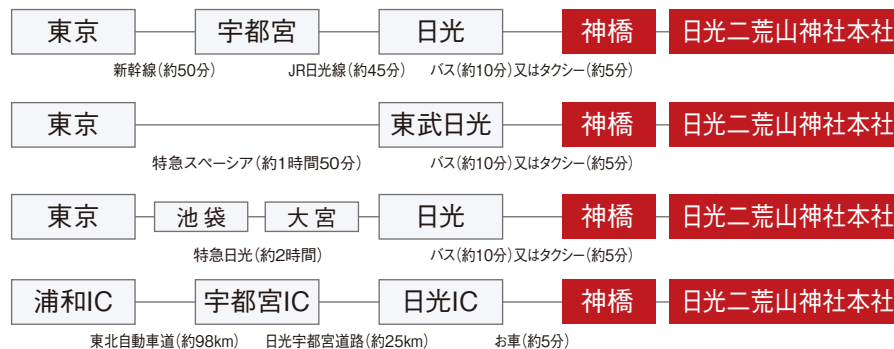 東京 宇都宮 日光 神橋 日光二荒山神社本社
新幹線(約50分) JR日光線(約45分) バス(約10分)又はタクシー(約5分)
東京 東武日光 神橋 日光二荒山神社本社
特急スペーシア(約1時間50分) バス(約10分)又はタクシー(約5分)
東京 池袋 大宮 日光 神橋 日光二荒山神社本社
特急日光(約2時間) バス(約10分)又はタクシー(約5分)
浦和IC 宇都宮IC 日光IC 神橋 日光二荒山神社本社
東北自動車道(約98km) 日光宇都宮道路(約25km) お車(約5分)